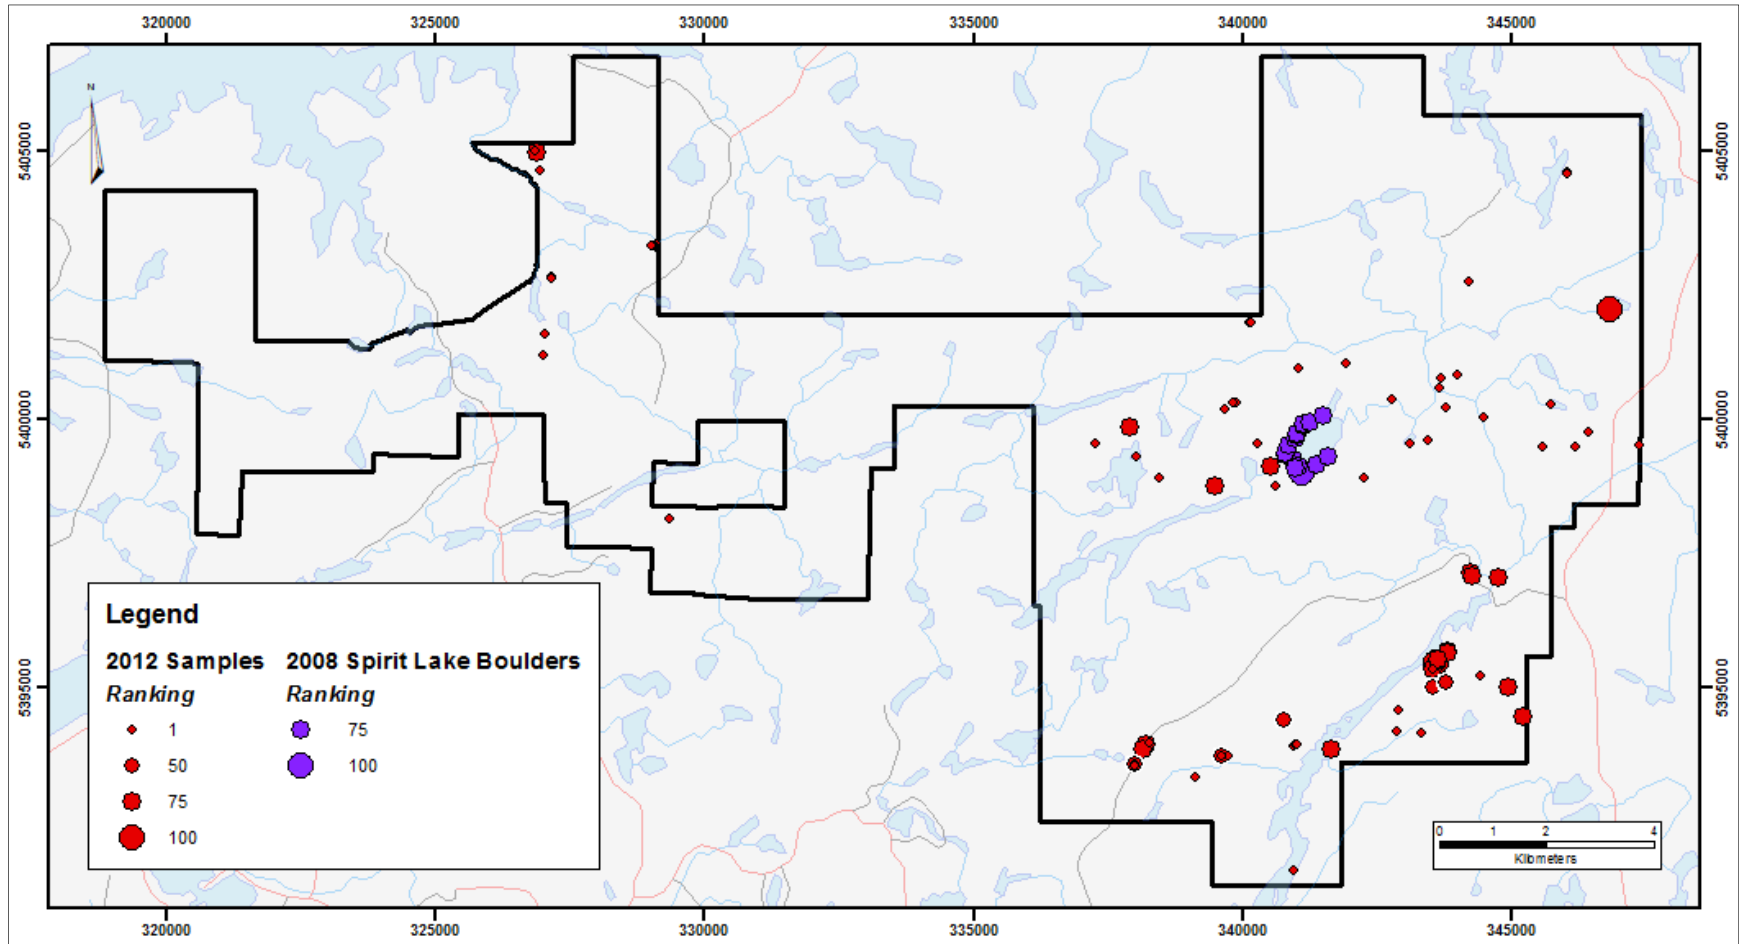 320000 325000 330000 335000 340000 345000
N
5405000 5405000
5400000 5400000
5395000 5395000
Legend
2012 Samples 2008 Spirit Lake Boulders
Ranking Ranking
1 75
50 100
75
100
0 1 2 4
Kilometers
320000 325000 330000 335000 340000 345000